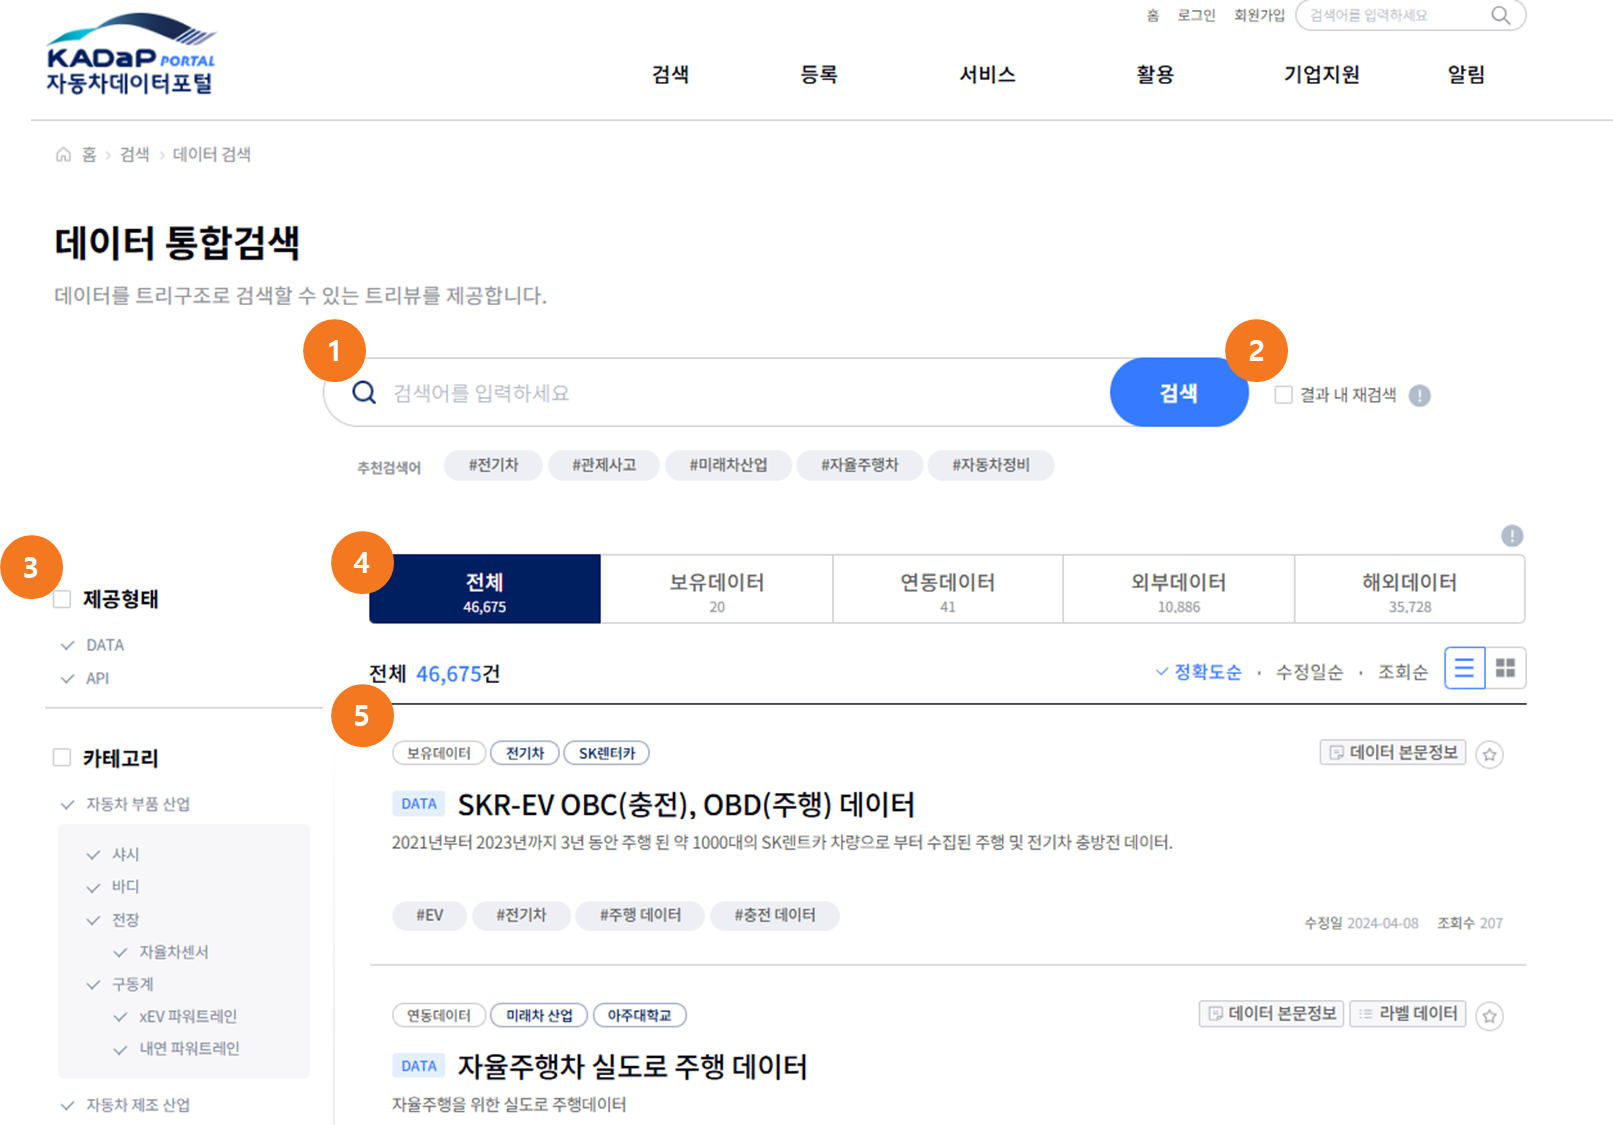 홈 로그인 회원가입 검색어를 입력하세요
KADaP PORTAL
자동차데이터포털
검색 등록 서비스 활용 기업지원 알림
홈 › 검색 › 데이터 검색
데이터 통합검색
데이터를 트리구조로 검색할 수 있는 트리뷰를 제공합니다.
1 2
검색어를 입력하세요 검색 결과 내 재검색 !
추천검색어 #전기차 #관제사고 #미래차산업 #자율주행차 #자동차정비
!
3
제공형태
DATA
API
카테고리
자동차 부품 산업
샤시
바디
전장
자율차센서
구동계
xEV 파워트레인
내연 파워트레인
자동차 제조 산업
4
전체 보유데이터 연동데이터 외부데이터 해외데이터
46,675 20 41 10,886 35,728
전체 46,675건 정확도순 · 수정일순 · 조회순
5
보유데이터 전기차 SK렌터카 데이터 본문정보
DATA SKR-EV OBC(충전), OBD(주행) 데이터
2021년부터 2023년까지 3년 동안 주행 된 약 1000대의 SK렌트카 차량으로 부터 수집된 주행 및 전기차 충방전 데이터.
#EV #전기차 #주행 데이터 #충전 데이터
수정일 2024-04-08 조회수 207
연동데이터 미래차 산업 아주대학교 데이터 본문정보 라벨 데이터
DATA 자율주행차 실도로 주행 데이터
자율주행을 위한 실도로 주행데이터